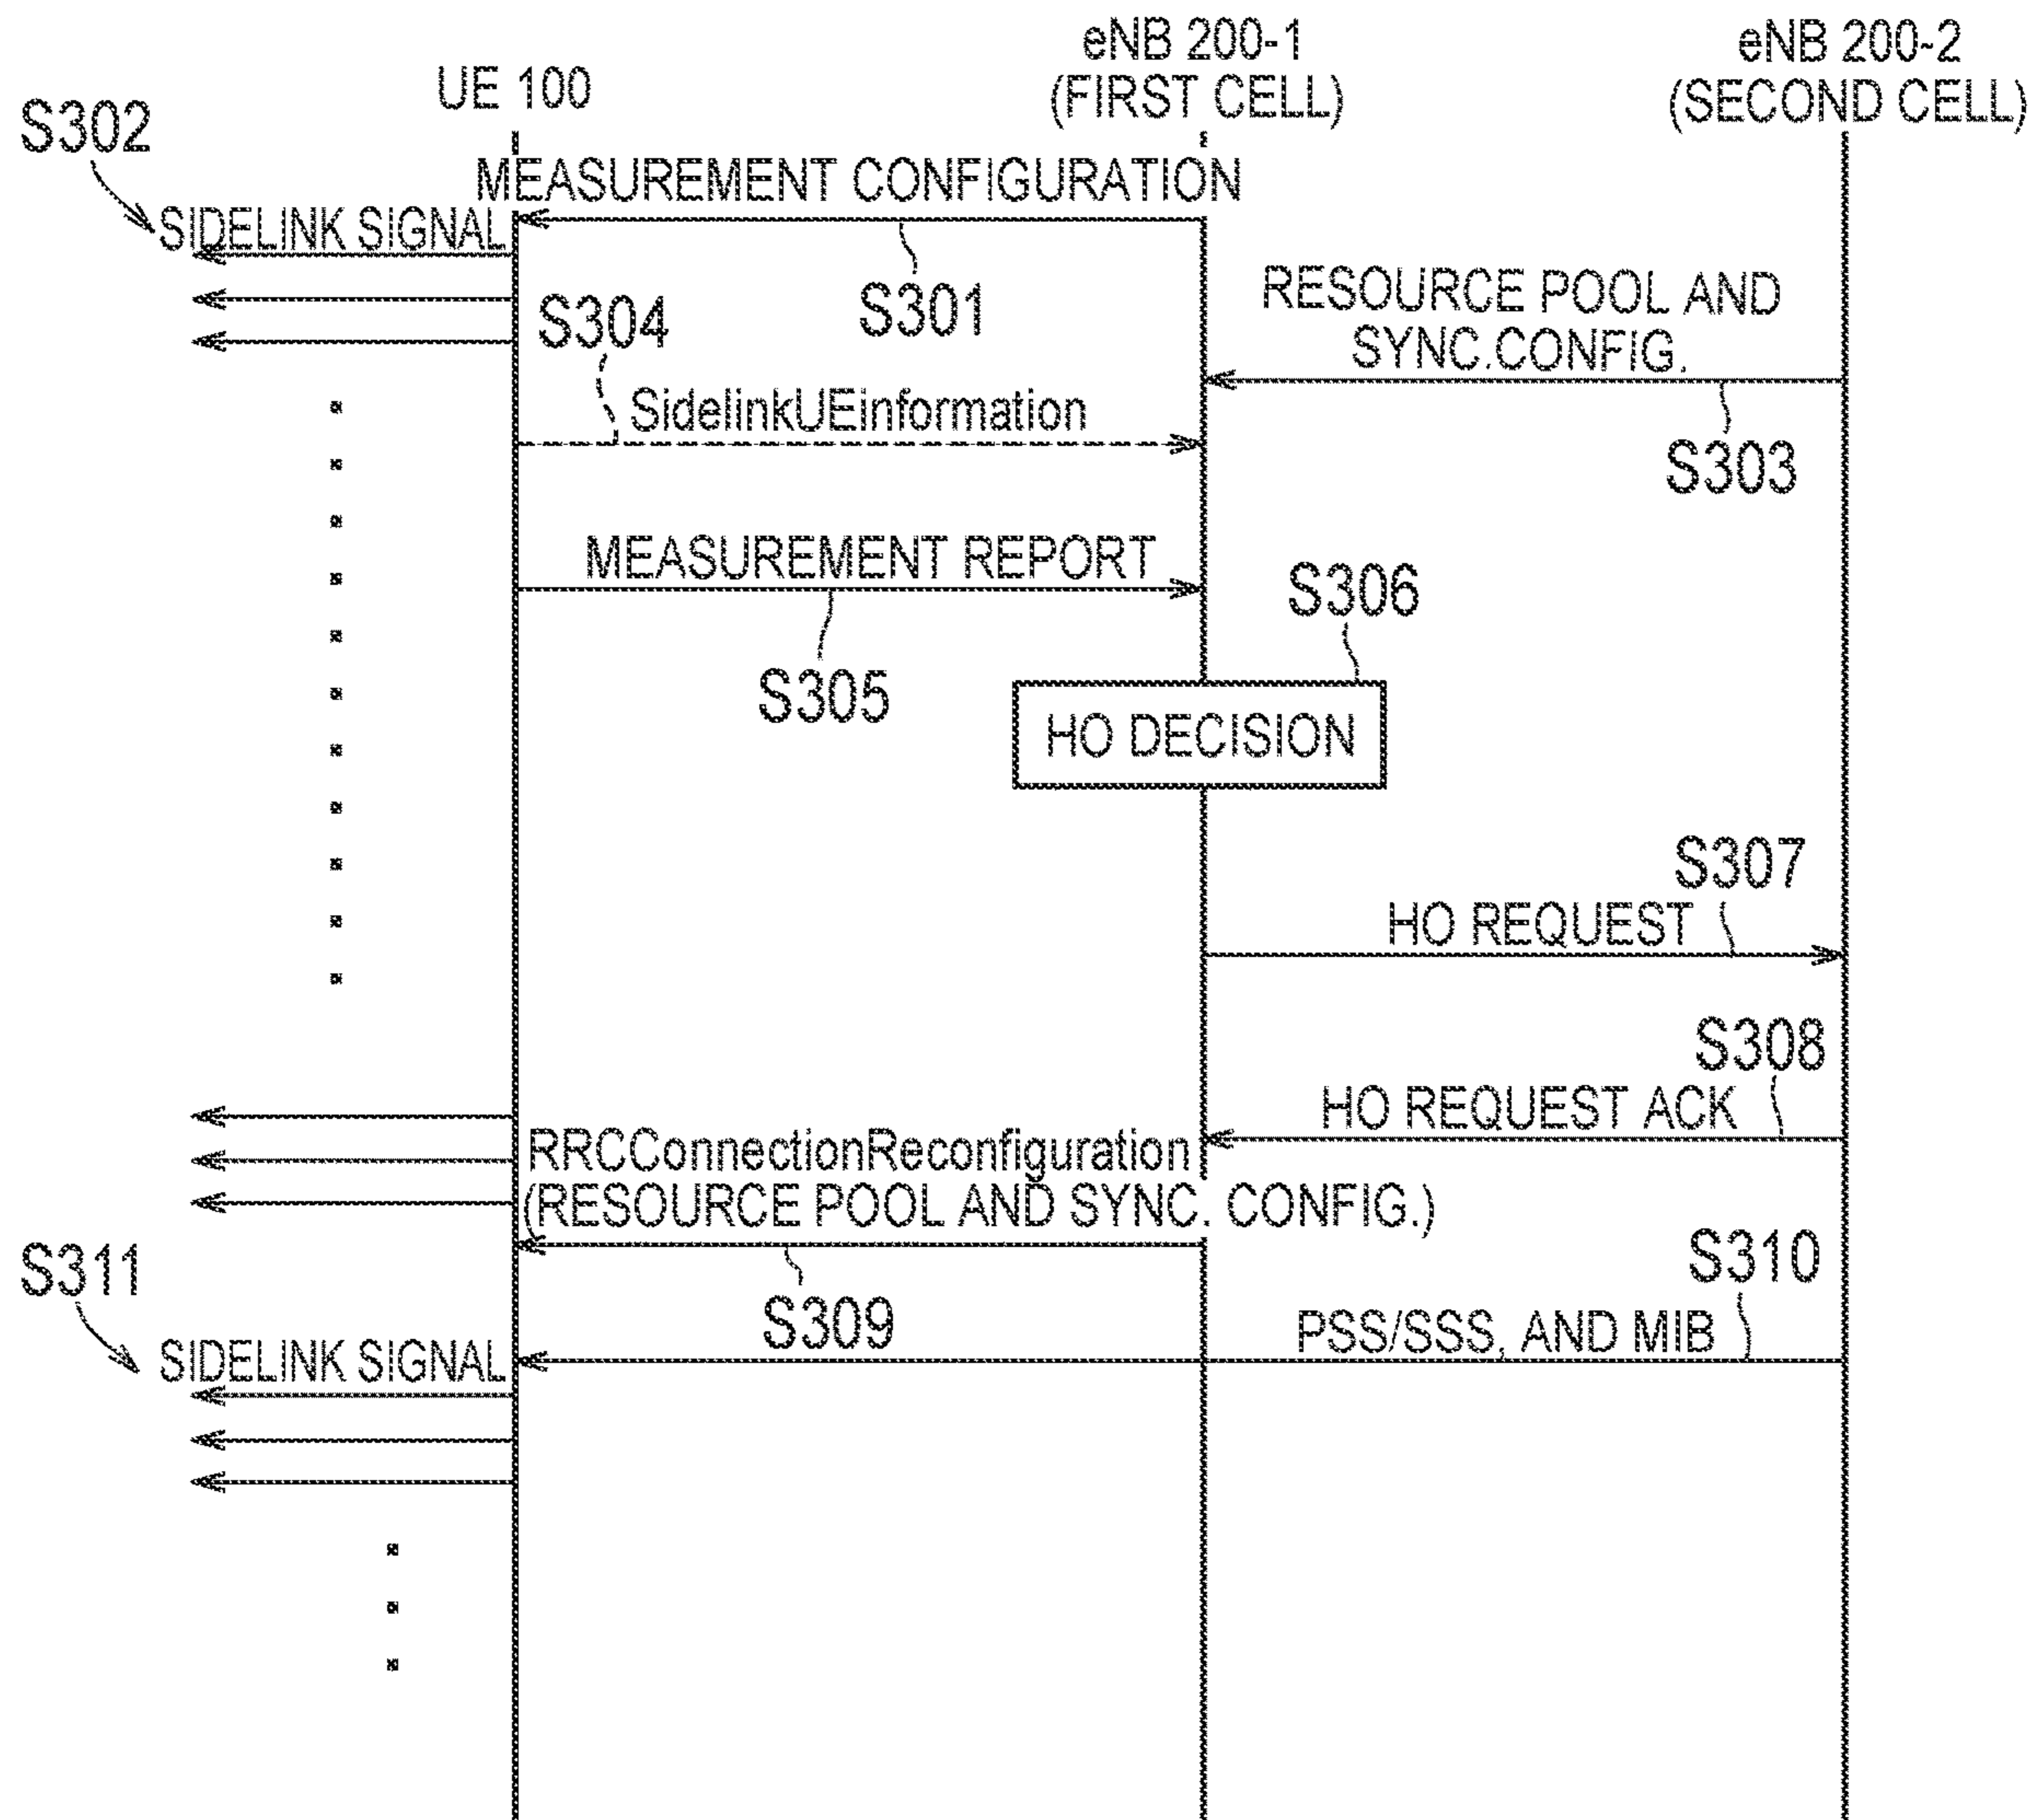 UE 100
eNB 200-1
(FIRST CELL)
eNB 200-2
(SECOND CELL)
S302
MEASUREMENT CONFIGURATION
SIDELINK SIGNAL
S301
S304
RESOURCE POOL AND
SYNC.CONFIG.
SidelinkUEinformation
S303
MEASUREMENT REPORT
S305
S306
HO DECISION
S307
HO REQUEST
S308
HO REQUEST ACK
RRCConnectionReconfiguration
(RESOURCE POOL AND SYNC. CONFIG.)
S309
S310
S311
PSS/SSS, AND MIB
SIDELINK SIGNAL